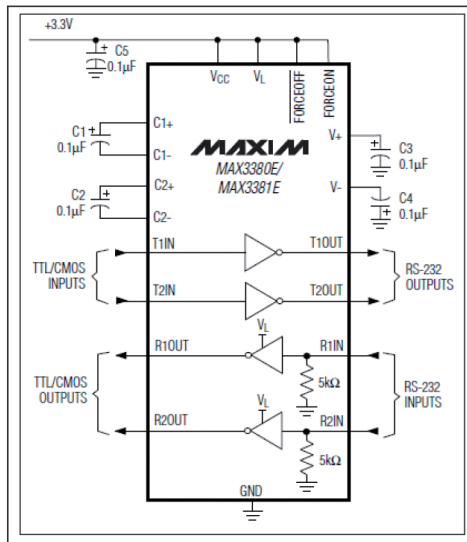 +3.3V
C5
0.1µF
VCC
VL
FORCEOFF
FORCEON
C1+
C1
0.1µF
C1-
C2+
C2
0.1µF
C2-
MAXIM
MAX3380E/
MAX3381E
V+
C3
0.1µF
V-
C4
0.1µF
T1IN
T1OUT
TTL/CMOS
INPUTS
RS-232
OUTPUTS
T2IN
T2OUT
VL
R1OUT
R1IN
5kΩ
TTL/CMOS
OUTPUTS
RS-232
INPUTS
VL
R2OUT
R2IN
5kΩ
GND